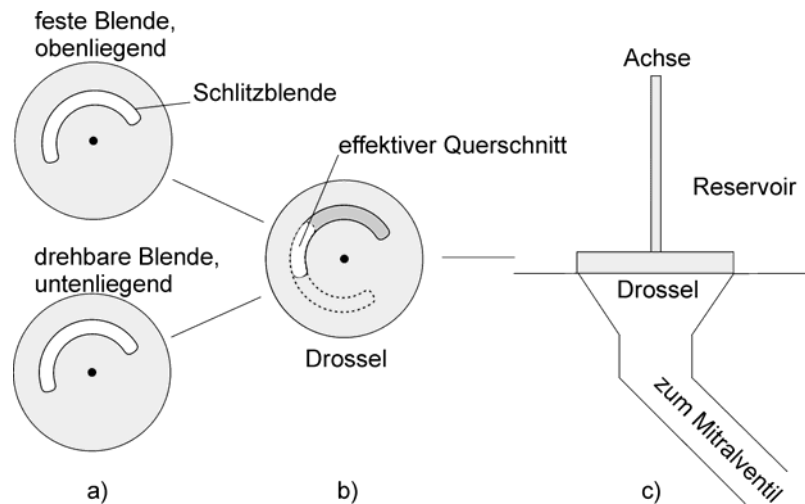 feste Blende,
obenliegend
Schlitzblende
drehbare Blende,
untenliegend
a)
effektiver Querschnitt
Drossel
b)
Achse
Reservoir
Drossel
zum Mitralventil
c)